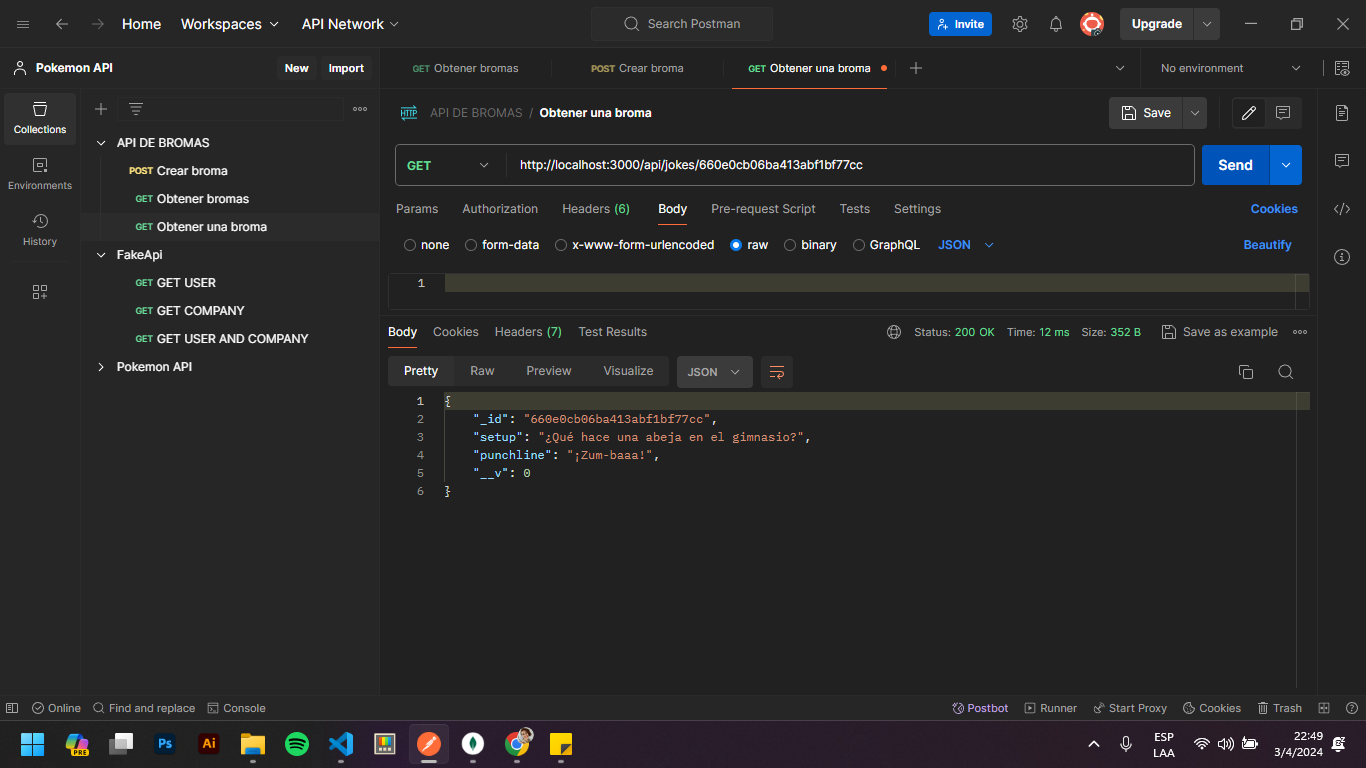 Home Workspaces API Network Search Postman Invite Upgrade
Pokemon API New Import GET Obtener bromas POST Crear broma GET Obtener una broma No environment
Collections
Environments
History
API DE BROMAS
POST Crear broma
GET Obtener bromas
GET Obtener una broma
FakeApi
GET GET USER
GET GET COMPANY
GET GET USER AND COMPANY
Pokemon API
HTTP API DE BROMAS / Obtener una broma Save
GET http://localhost:3000/api/jokes/660e0cb06ba413abf1bf77cc Send
Params Authorization Headers (6) Body Pre-request Script Tests Settings Cookies
none form-data x-www-form-urlencoded raw binary GraphQL JSON Beautify
1
Body Cookies Headers (7) Test Results Status: 200 OK Time: 12 ms Size: 352 B Save as example
Pretty Raw Preview Visualize JSON
1 {
2 "_id": "660e0cb06ba413abf1bf77cc",
3 "setup": "¿Qué hace una abeja en el gimnasio?",
4 "punchline": "¡Zum-baaa!",
5 "__v": 0
6 }
Online Find and replace Console Postbot Runner Start Proxy Cookies Trash
PRE Ps Ai
ESP
LAA
22:49
3/4/2024